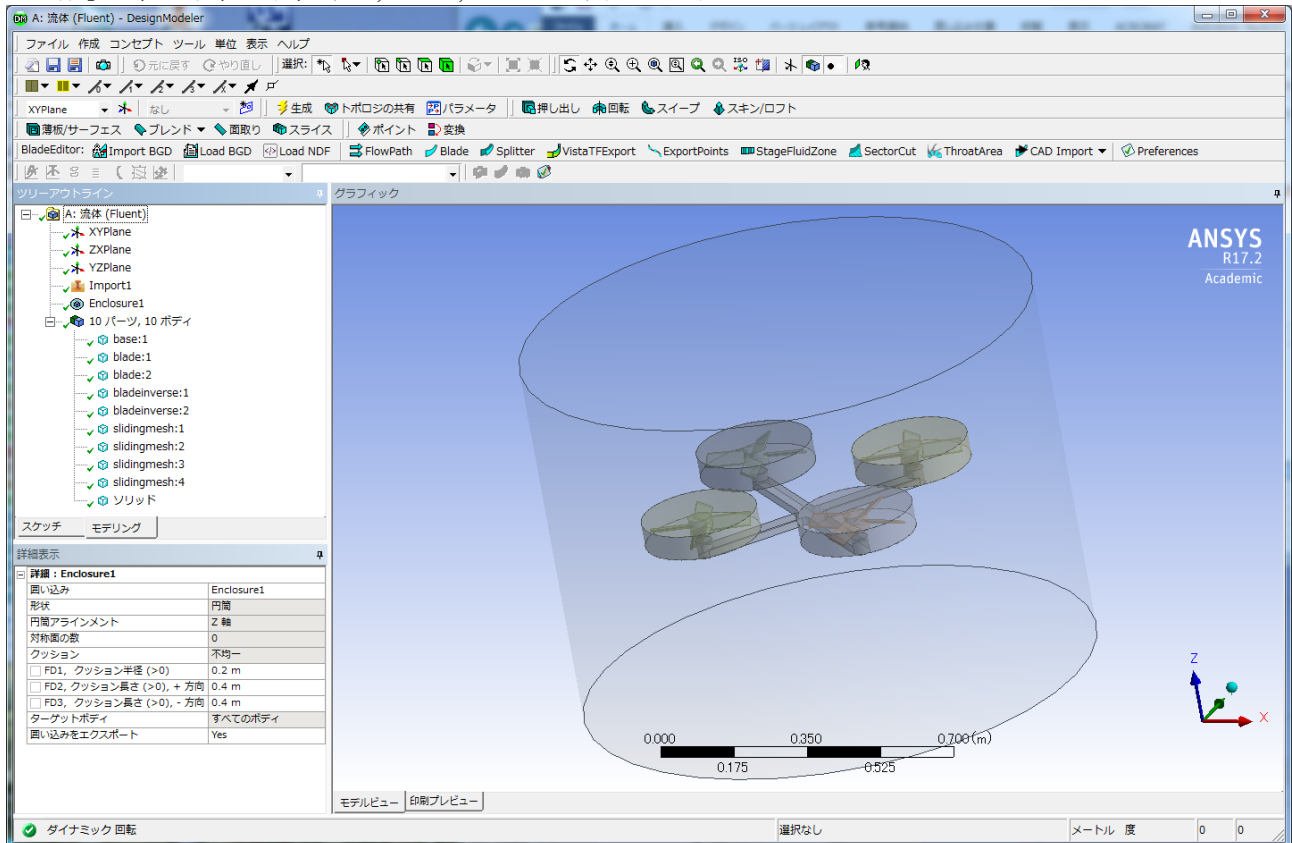 A: 流体 (Fluent) - DesignModeler
ファイル 作成 コンセプト ツール 単位 表示 ヘルプ
元に戻す やり直し 選択:
XYPlane なし 生成 トポロジの共有 パラメータ 押し出し 回転 スイープ スキン/ロフト
薄板/サーフェス ブレンド 面取り スライス ポイント 変換
BladeEditor: Import BGD Load BGD Load NDF FlowPath Blade Splitter VistaTFExport ExportPoints StageFluidZone SectorCut ThroatArea CAD Import Preferences
ツリーアウトライン
A: 流体 (Fluent)
XYPlane
ZXPlane
YZPlane
Import1
Enclosure1
10 パーツ, 10 ボディ
base:1
blade:1
blade:2
bladeinverse:1
bladeinverse:2
slidingmesh:1
slidingmesh:2
slidingmesh:3
slidingmesh:4
ソリッド
スケッチ モデリング
詳細表示
詳細 : Enclosure1
囲い込み Enclosure1
形状 円筒
円筒アラインメント Z 軸
対称面の数 0
クッション 不均一
FD1, クッション半径 (>0) 0.2 m
FD2, クッション長さ (>0), + 方向 0.4 m
FD3, クッション長さ (>0), - 方向 0.4 m
ターゲットボディ すべてのボディ
囲い込みをエクスポート Yes
グラフィック
ANSYS
R17.2
Academic
Z
X
0.000 0.350 0.700 (m)
0.175 0.525
モデルビュー 印刷プレビュー
ダイナミック 回転 選択なし メートル 度 0 0